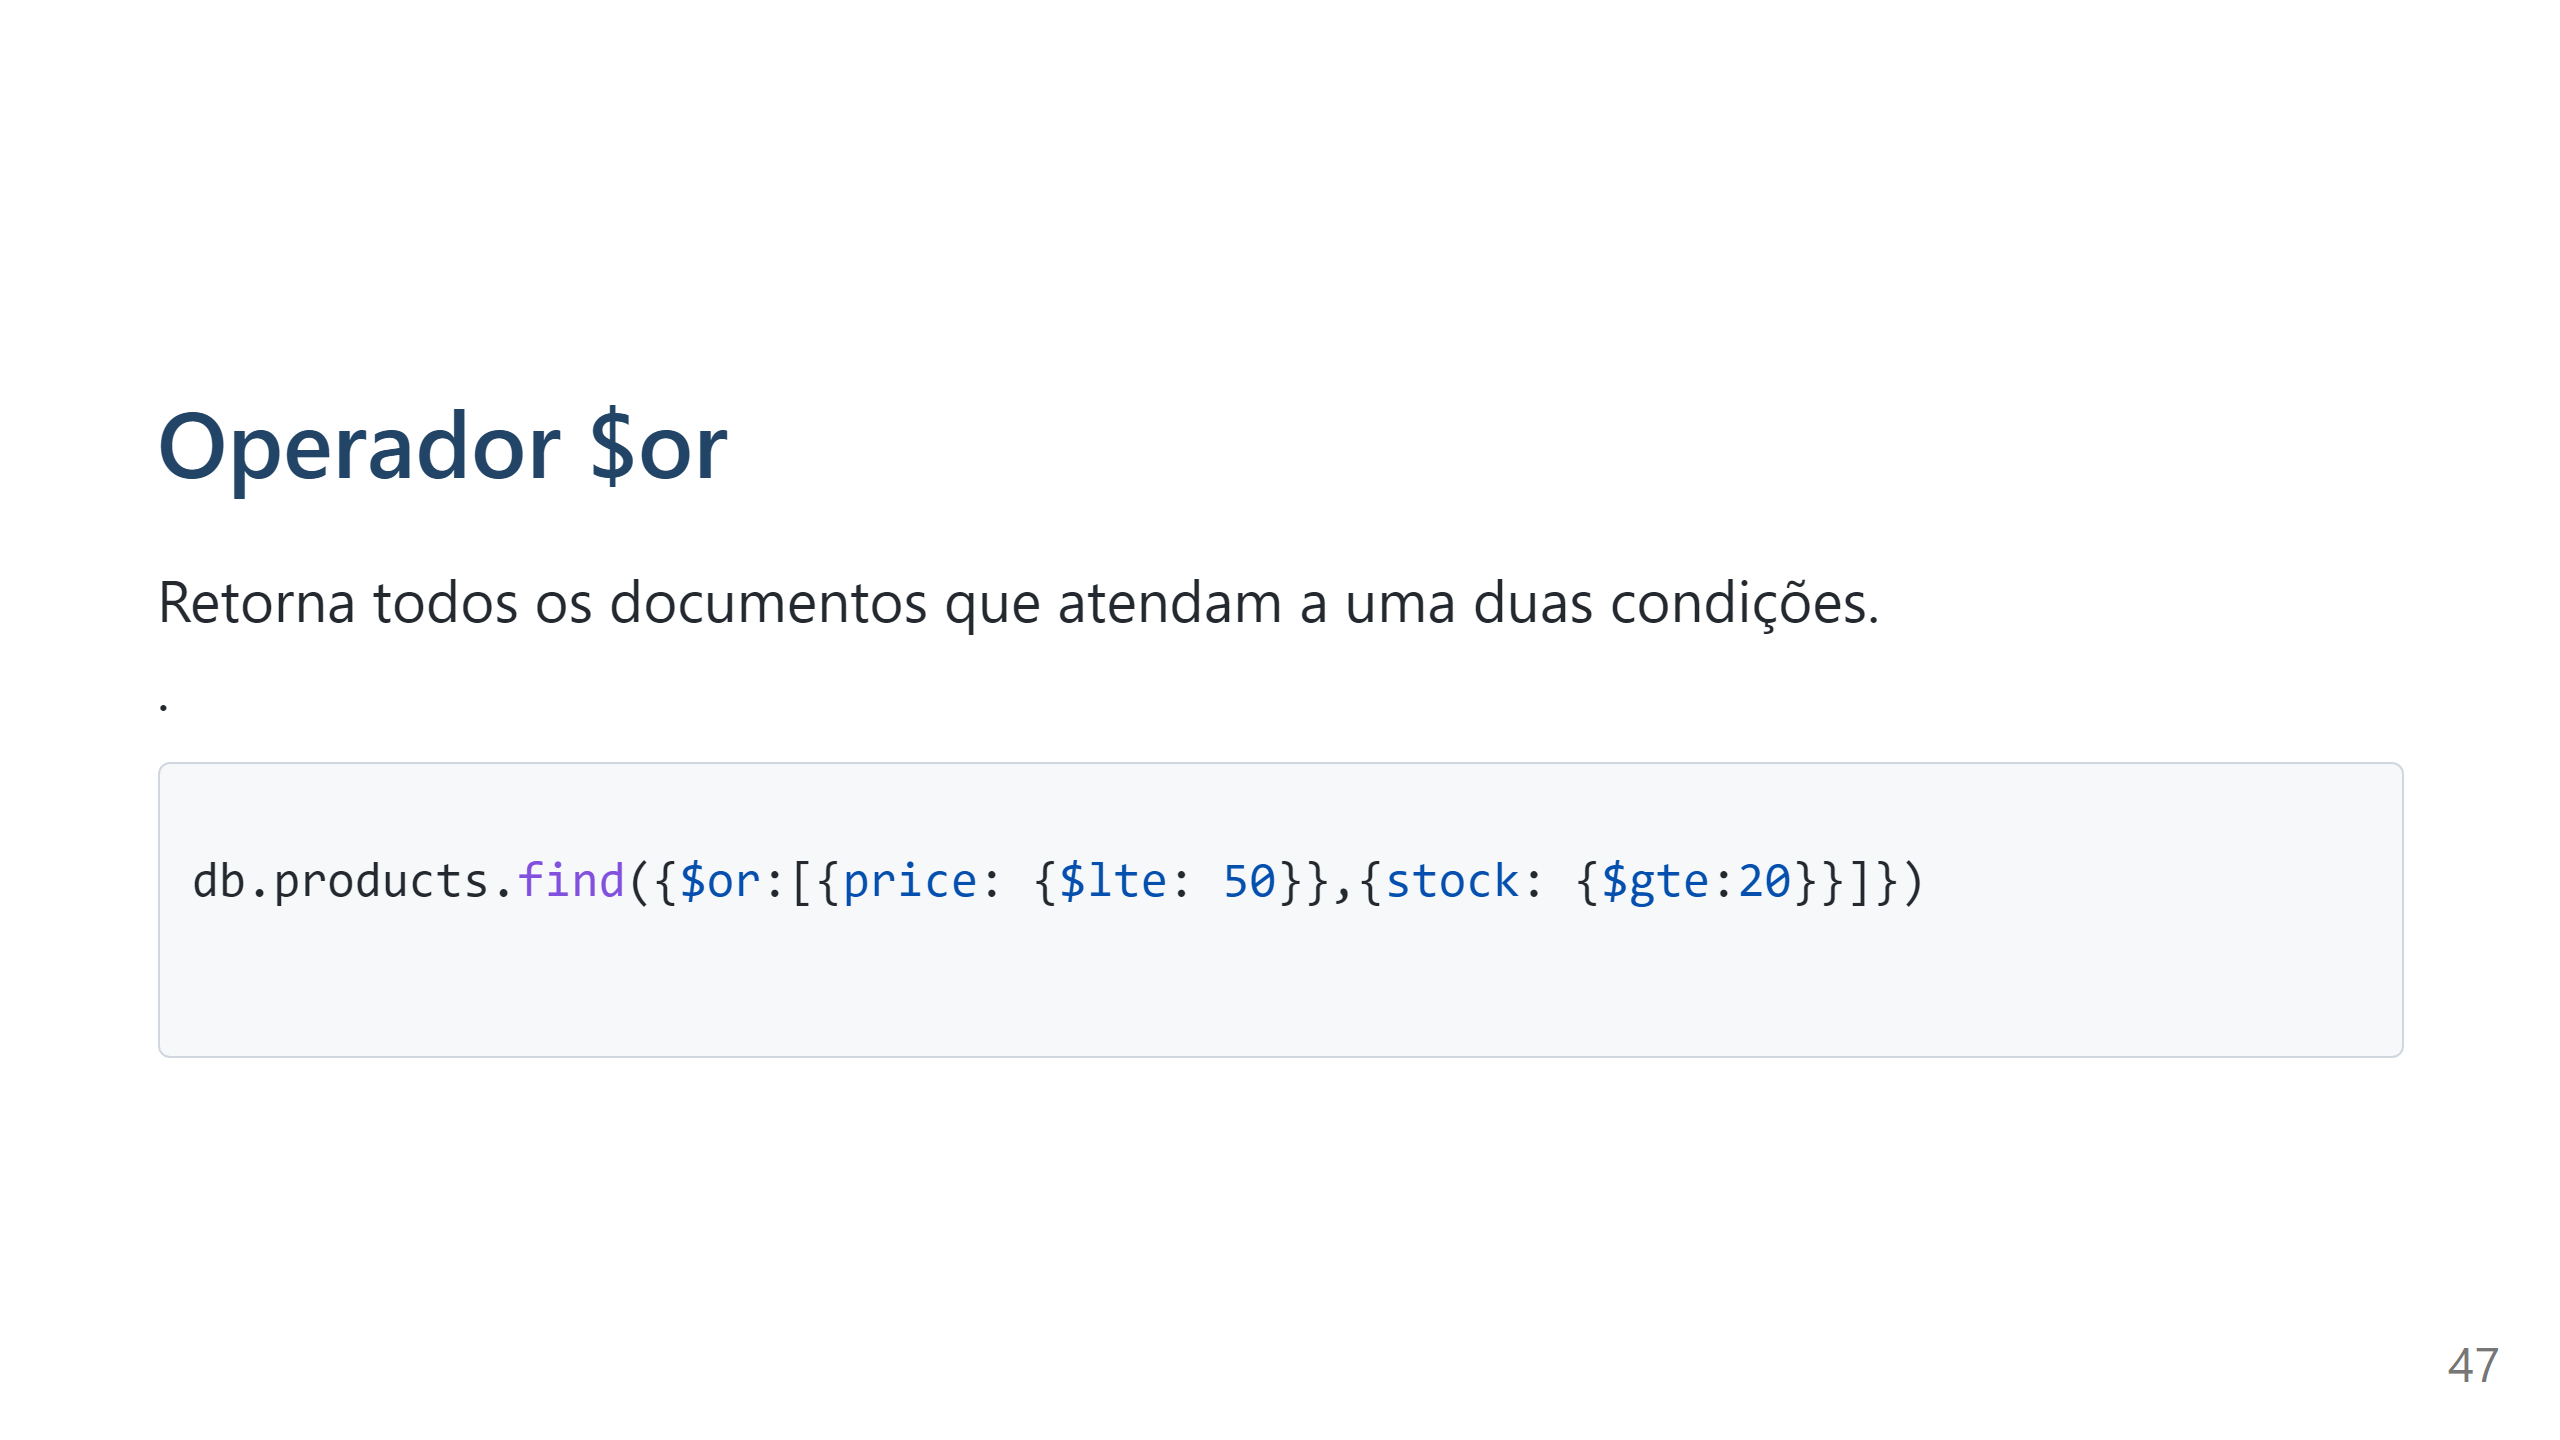 Operador $or
Retorna todos os documentos que atendam a uma duas condições.
.
db.products.find({$or:[{price: {$lte: 50}},{stock: {$gte:20}}]})
47